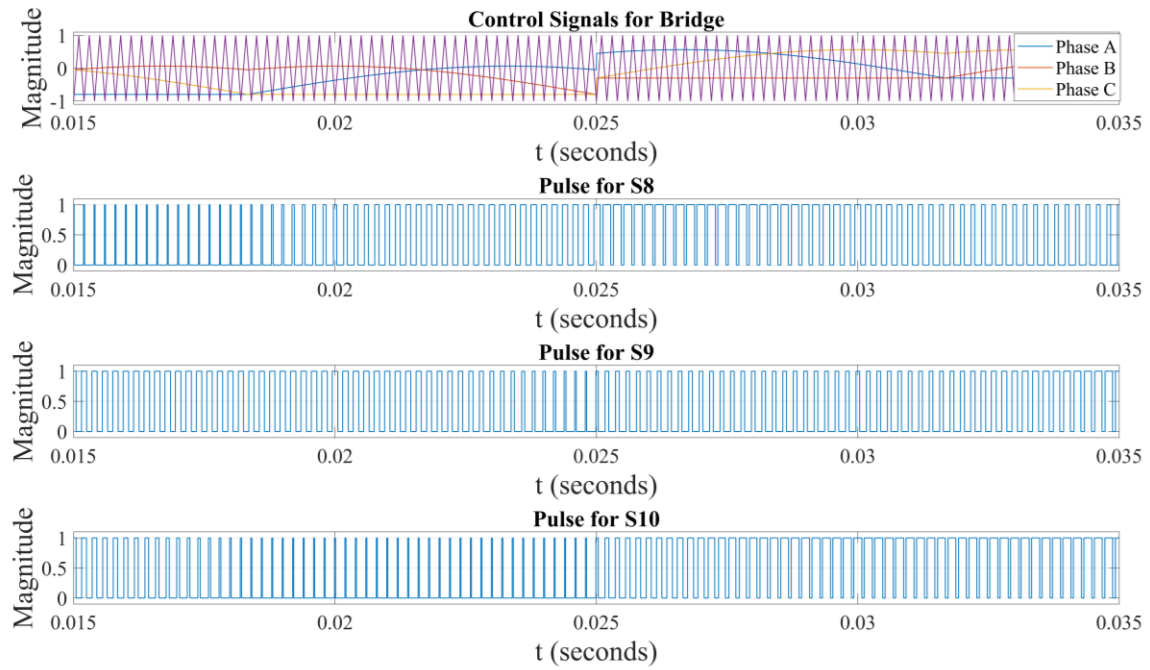 Control Signals for Bridge
Magnitude
1
0
-1
Phase A
Phase B
Phase C
0.015 0.02 0.025 0.03 0.035
t (seconds)
Pulse for S8
Magnitude
1
0.5
0
0.015 0.02 0.025 0.03 0.035
t (seconds)
Pulse for S9
Magnitude
1
0.5
0
0.015 0.02 0.025 0.03 0.035
t (seconds)
Pulse for S10
Magnitude
1
0.5
0
0.015 0.02 0.025 0.03 0.035
t (seconds)